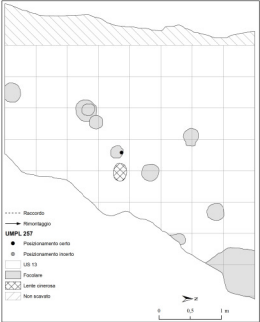 Raccordo
Rimontaggio
UMPL 257
Posizionamento certo
Posizionamento incerto
US 13
Focolare
Lente cinerosa
Non scavato
N
0 0,5 1 m